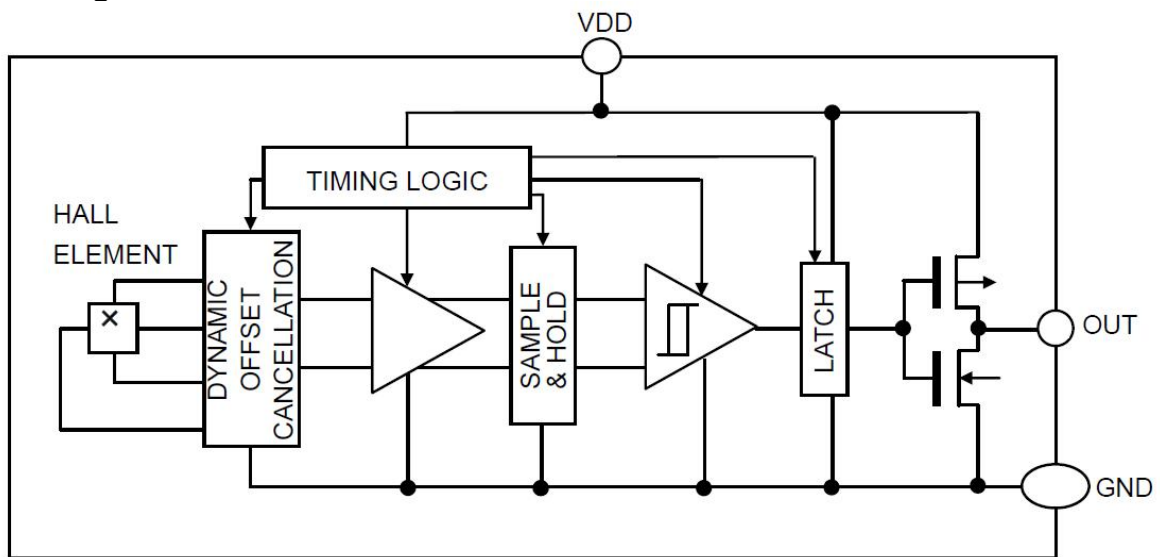 VDD
TIMING LOGIC
HALL
ELEMENT
DYNAMIC
OFFSET
CANCELLATION
SAMPLE
& HOLD
LATCH
OUT
GND